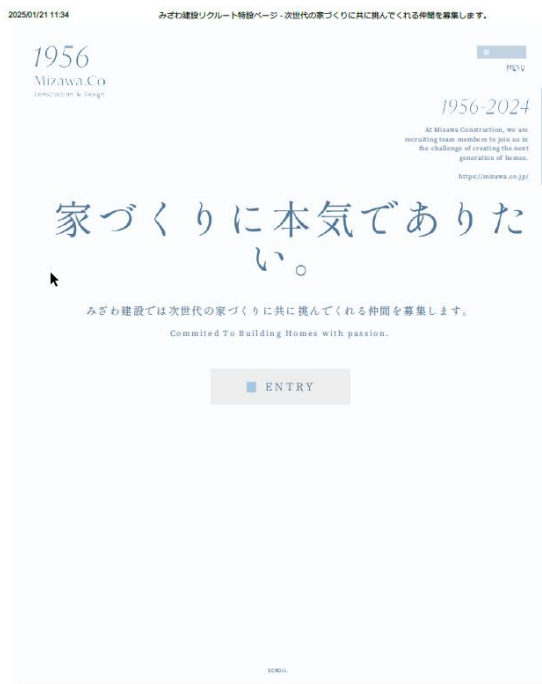 2025/01/21 11:34
みざわ建設リクルート特設ページ - 次世代の家づくりに共に挑んでくれる仲間を募集します。
1956
Mizawa.Co
Construction & Design
MENU
1956-2024
At Misawa Construction, we are
recruiting team members to join us in
the challenge of creating the next
generation of homes.
https://mizawa.co.jp/
家づくりに本気でありた
い。
みざわ建設では次世代の家づくりに共に挑んでくれる仲間を募集します。
Commited To Building Homes with passion.
ENTRY
SCROLL